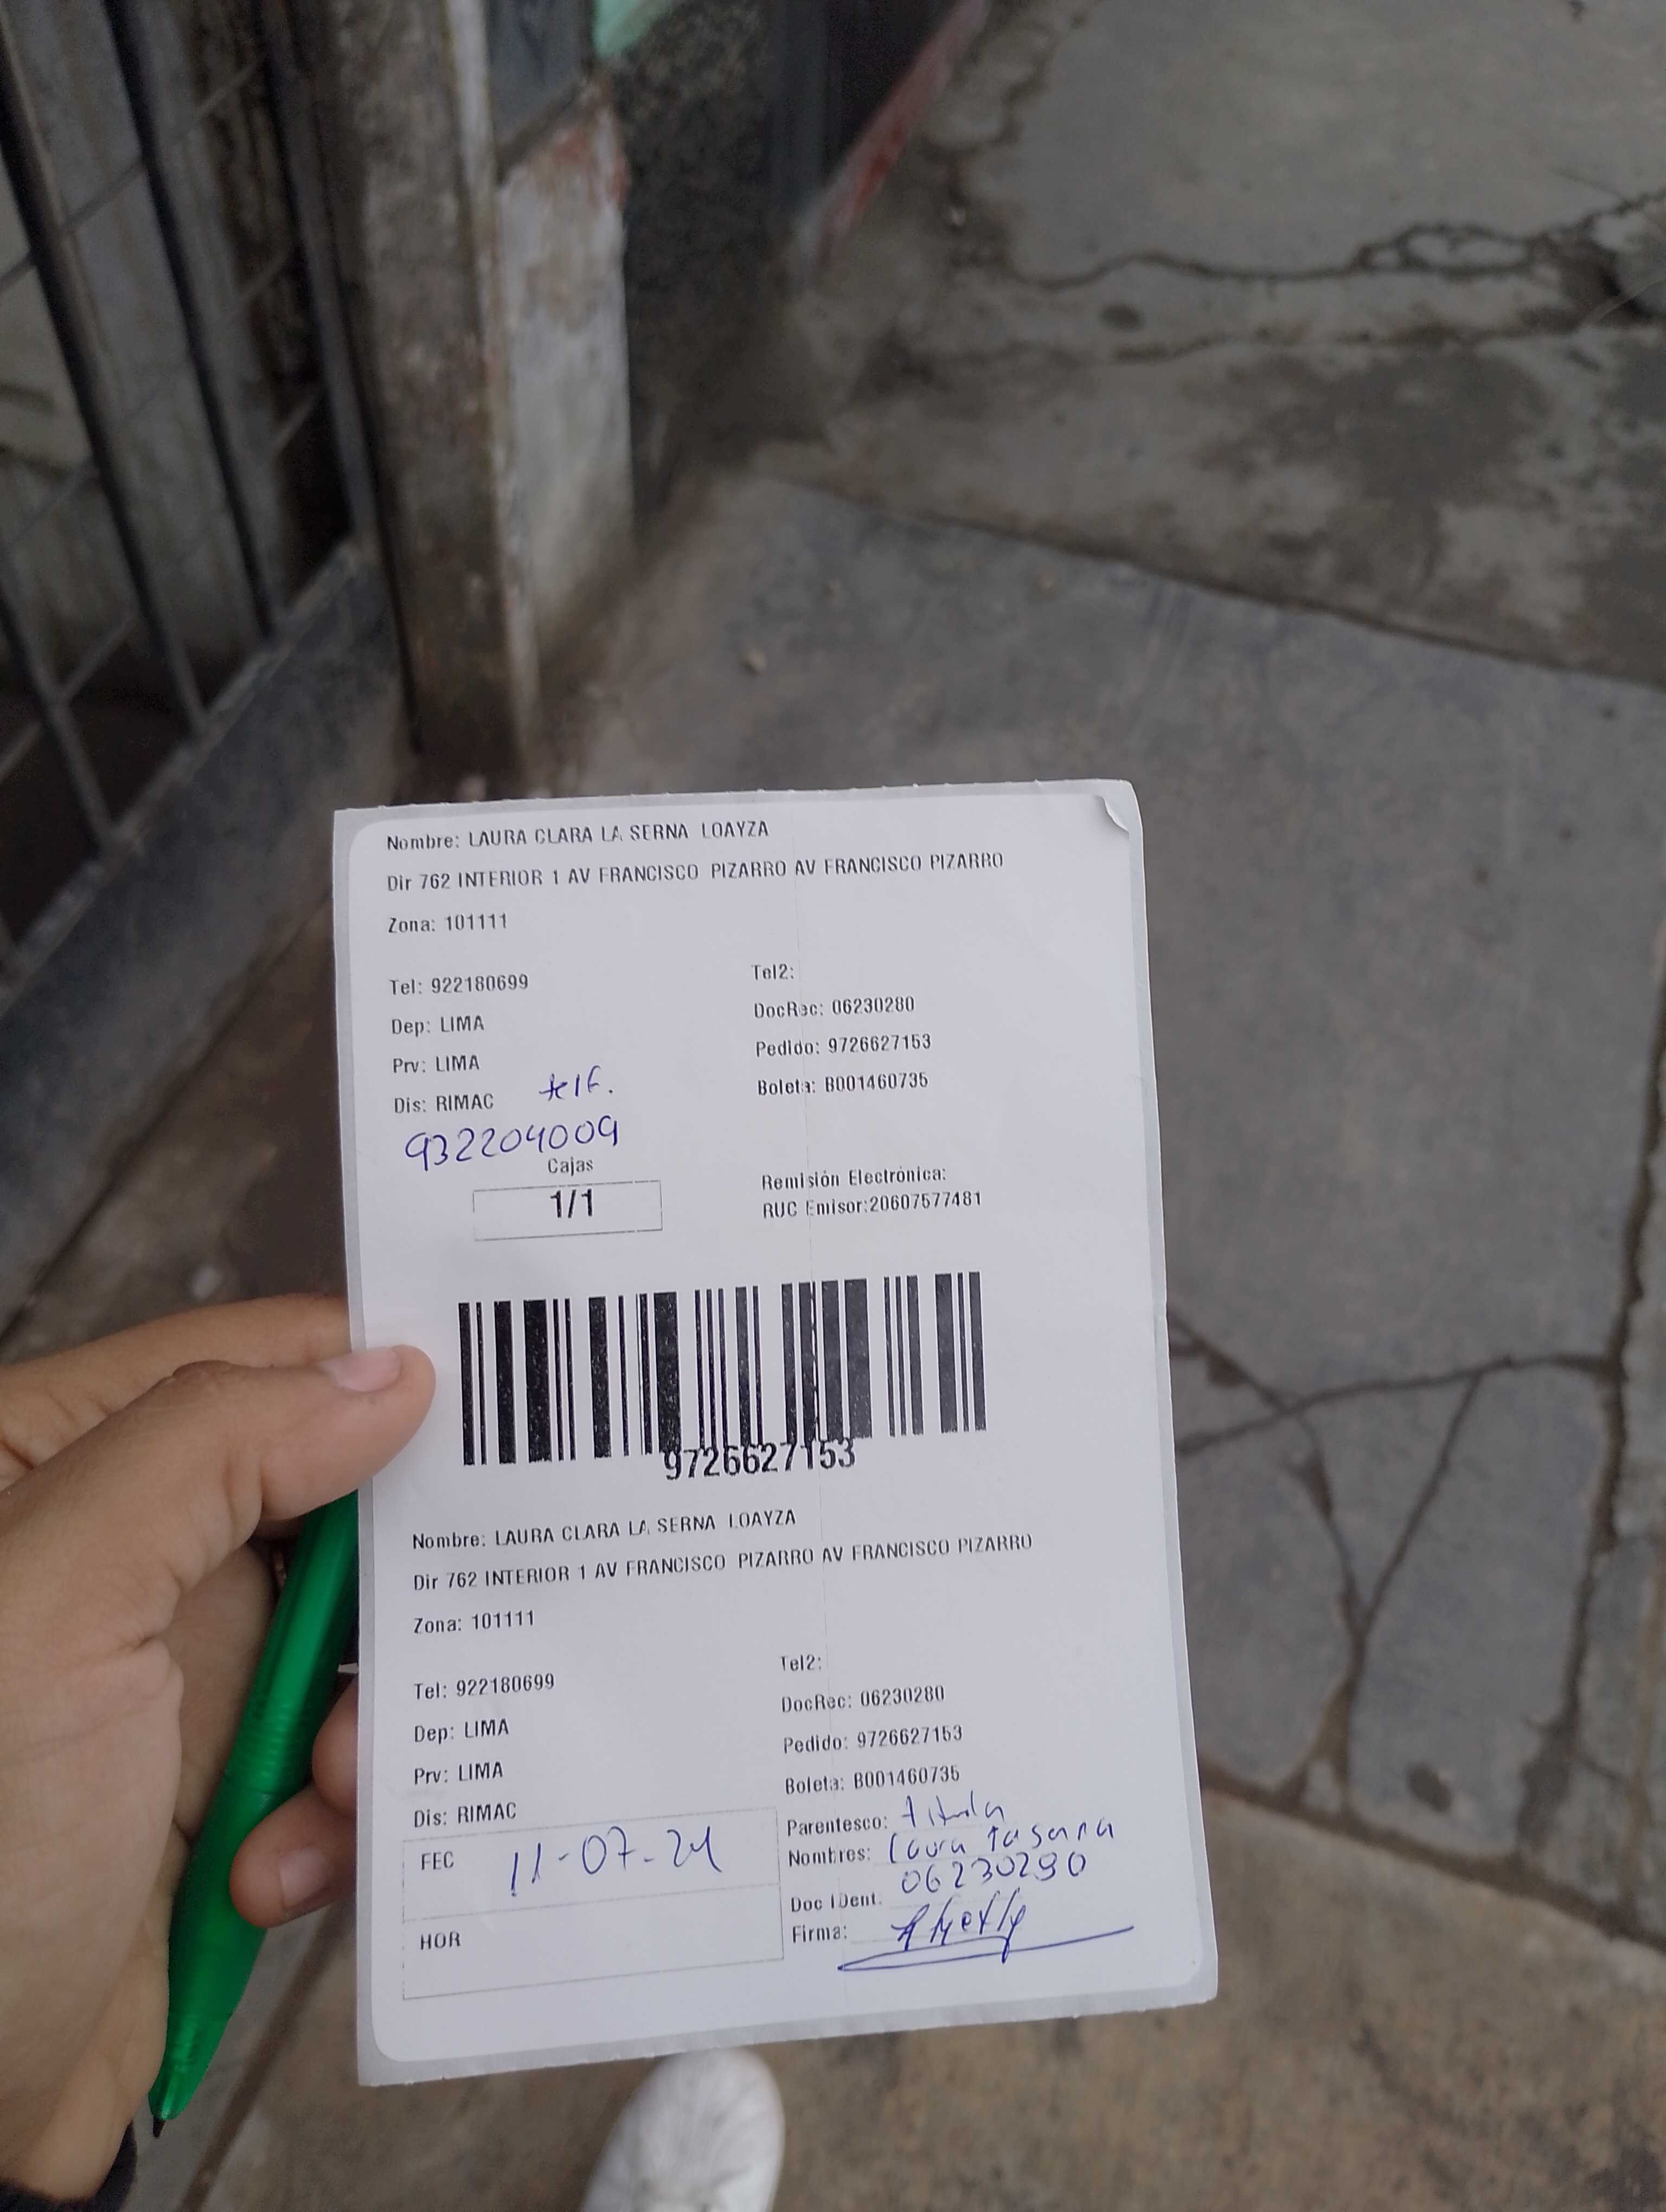 Nombre: LAURA CLARA LA SERNA LOAYZA
Dir 762 INTERIOR 1 AV FRANCISCO PIZARRO AV FRANCISCO PIZARRO
Zona: 101111
Tel: 922180699 Tel2:
Dep: LIMA DocRec: 06230280
Prv: LIMA Pedido: 9726627153
Dis: RIMAC telf. Boleta: B001460735
932204009
Cajas
1/1
Remisión Electrónica:
RUC Emisor:20607577481
9726627153
Nombre: LAURA CLARA LA SERNA LOAYZA
Dir 762 INTERIOR 1 AV FRANCISCO PIZARRO AV FRANCISCO PIZARRO
Zona: 101111
Tel: 922180699 Tel2:
Dep: LIMA DocRec: 06230280
Prv: LIMA Pedido: 9726627153
Dis: RIMAC Boleta: B001460735
FEC 11-07-24
HOR
Parentesco:
Nombres: Laura
Doc IDent. 06230280
Firma: